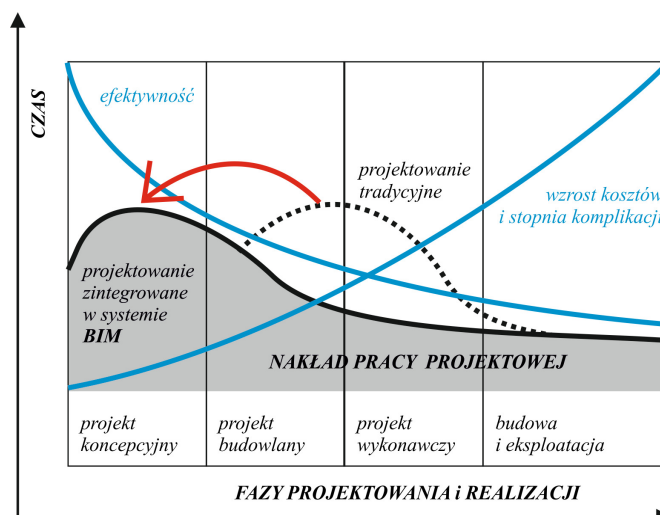 CZAS
efektywność
projektowanie
tradycyjne
wzrost kosztów
i stopnia komplikacji
projektowanie
zintegrowane
w systemie
BIM
NAKŁAD PRACY PROJEKTOWEJ
projekt
koncepcyjny
projekt
budowlany
projekt
wykonawczy
budowa
i eksploatacja
FAZY PROJEKTOWANIA i REALIZACJI